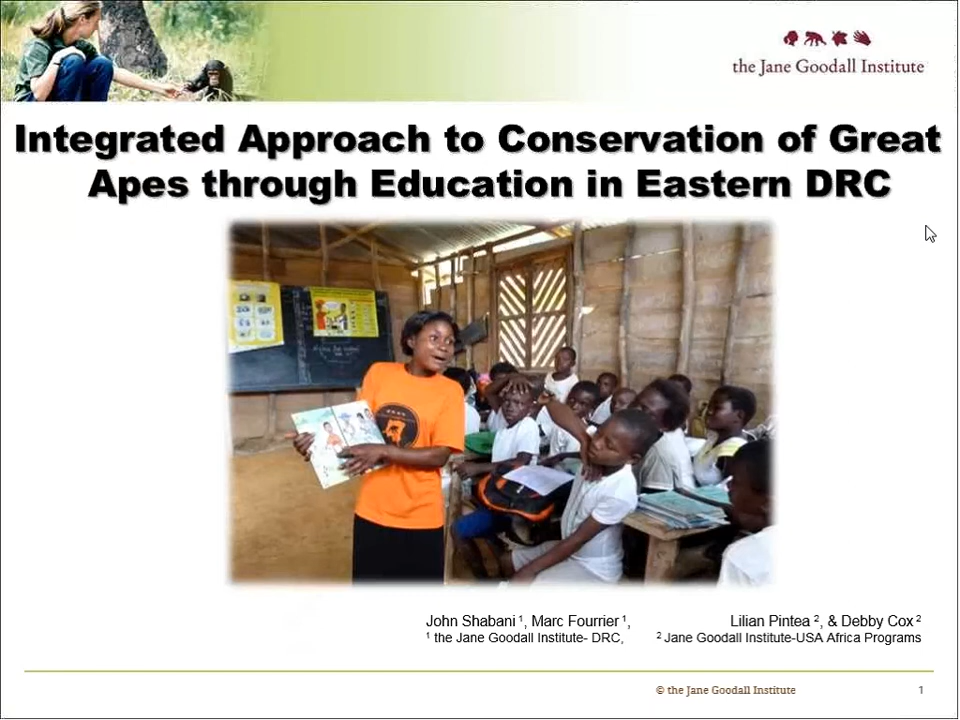 the Jane Goodall Institute
Integrated Approach to Conservation of Great
Apes through Education in Eastern DRC
John Shabani ¹, Marc Fourrier ¹, Lilian Pintea ², & Debby Cox ²
¹ the Jane Goodall Institute- DRC, ² Jane Goodall Institute-USA Africa Programs
© the Jane Goodall Institute 1